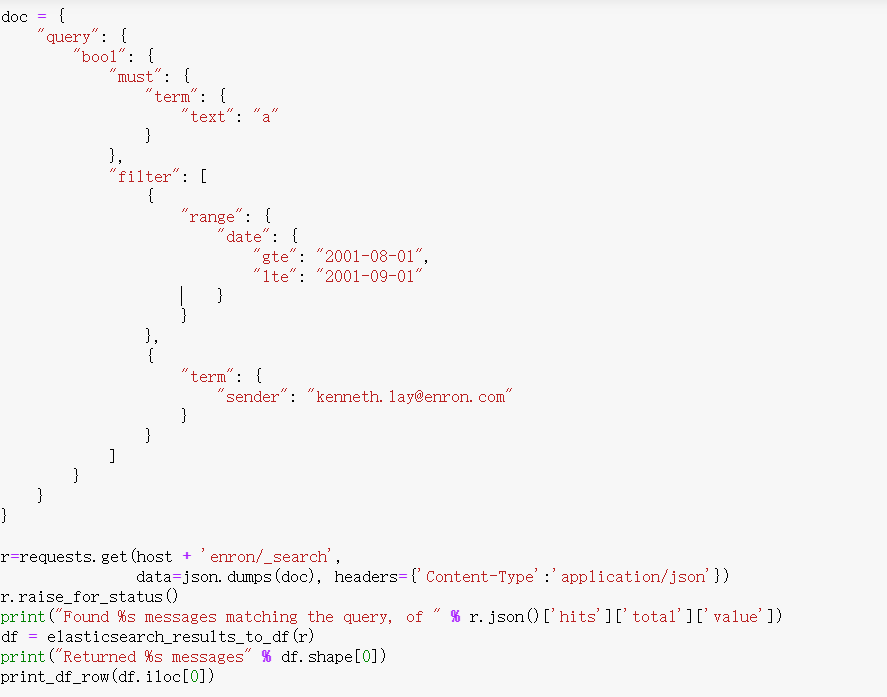 doc = {
    "query": {
        "bool": {
            "must": {
                "term": {
                    "text": "a"
                }
            },
            "filter": [
                {
                    "range": {
                        "date": {
                            "gte": "2001-08-01",
                            "lte": "2001-09-01"
                        }
                    }
                },
                {
                    "term": {
                        "sender": "kenneth.lay@enron.com"
                    }
                }
            ]
        }
    }
}

r=requests.get(host + 'enron/_search',
               data=json.dumps(doc), headers={'Content-Type':'application/json'})
r.raise_for_status()
print("Found %s messages matching the query, of " % r.json()['hits']['total']['value'])
df = elasticsearch_results_to_df(r)
print("Returned %s messages" % df.shape[0])
print_df_row(df.iloc[0])